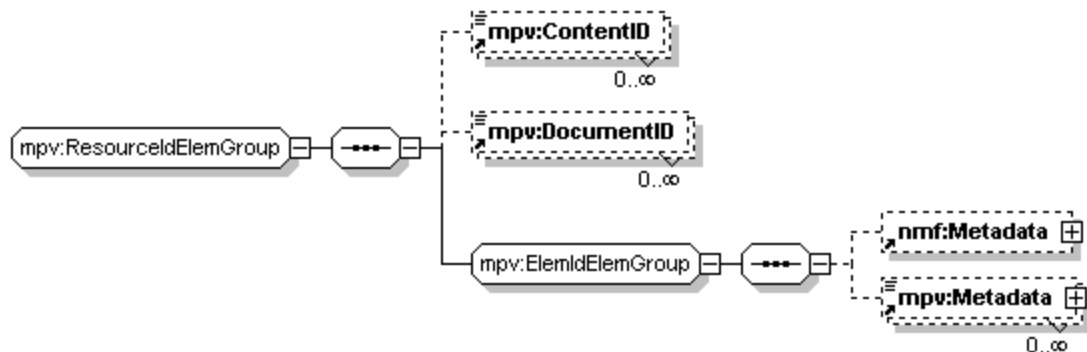 mpv:ContentID
0..∞
mpv:DocumentID
0..∞
mpv:ResourceIdElemGroup
mpv:ElemIdElemGroup
nmf:Metadata
mpv:Metadata
0..∞